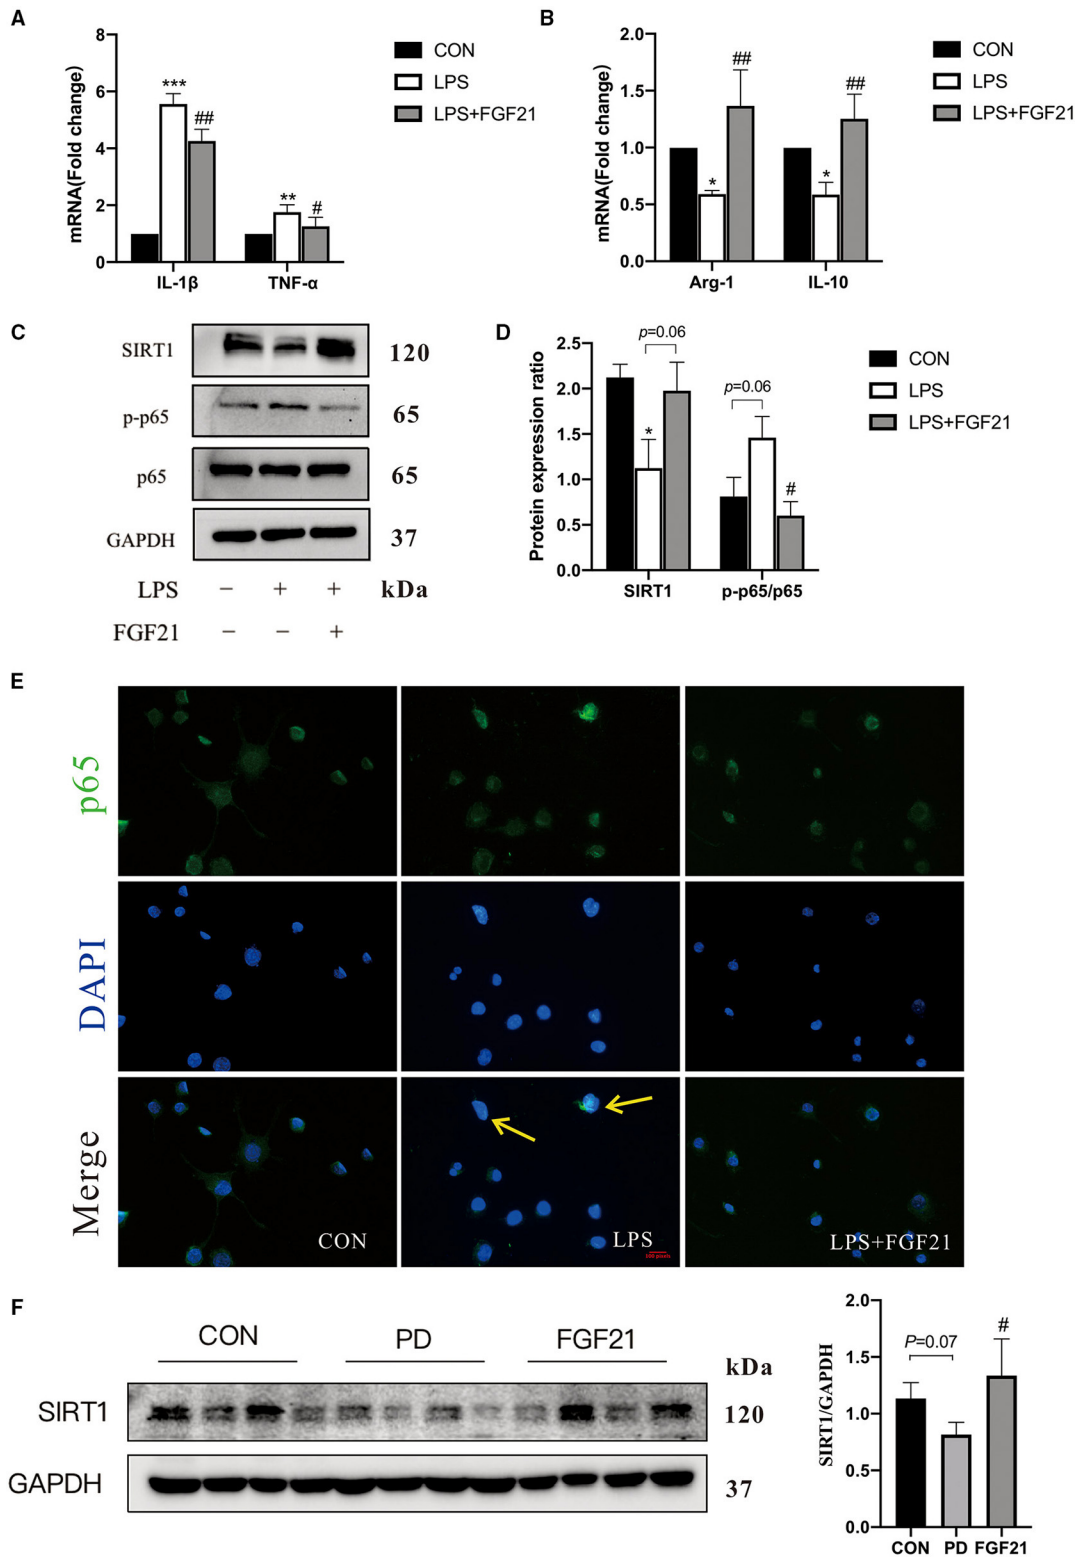 A
8
6
4
2
0
mRNA(Fold change)
***
##
**
#
IL-1β
TNF-α
CON
LPS
LPS+FGF21
B
2.0
1.5
1.0
0.5
0.0
mRNA(Fold change)
*
##
*
##
Arg-1
IL-10
CON
LPS
LPS+FGF21
C
SIRT1
120
p-p65
65
p65
65
GAPDH
37
LPS − + + kDa
FGF21 − − +
D
2.5
2.0
1.5
1.0
0.5
0.0
Protein expression ratio
p=0.06
*
p=0.06
#
SIRT1
p-p65/p65
CON
LPS
LPS+FGF21
E
p65
DAPI
Merge
CON
LPS
100 pixels
LPS+FGF21
F
CON
PD
FGF21
kDa
SIRT1
120
GAPDH
37
2.0
1.5
1.0
0.5
0.0
SIRT1/GAPDH
P=0.07
#
CON PD FGF21